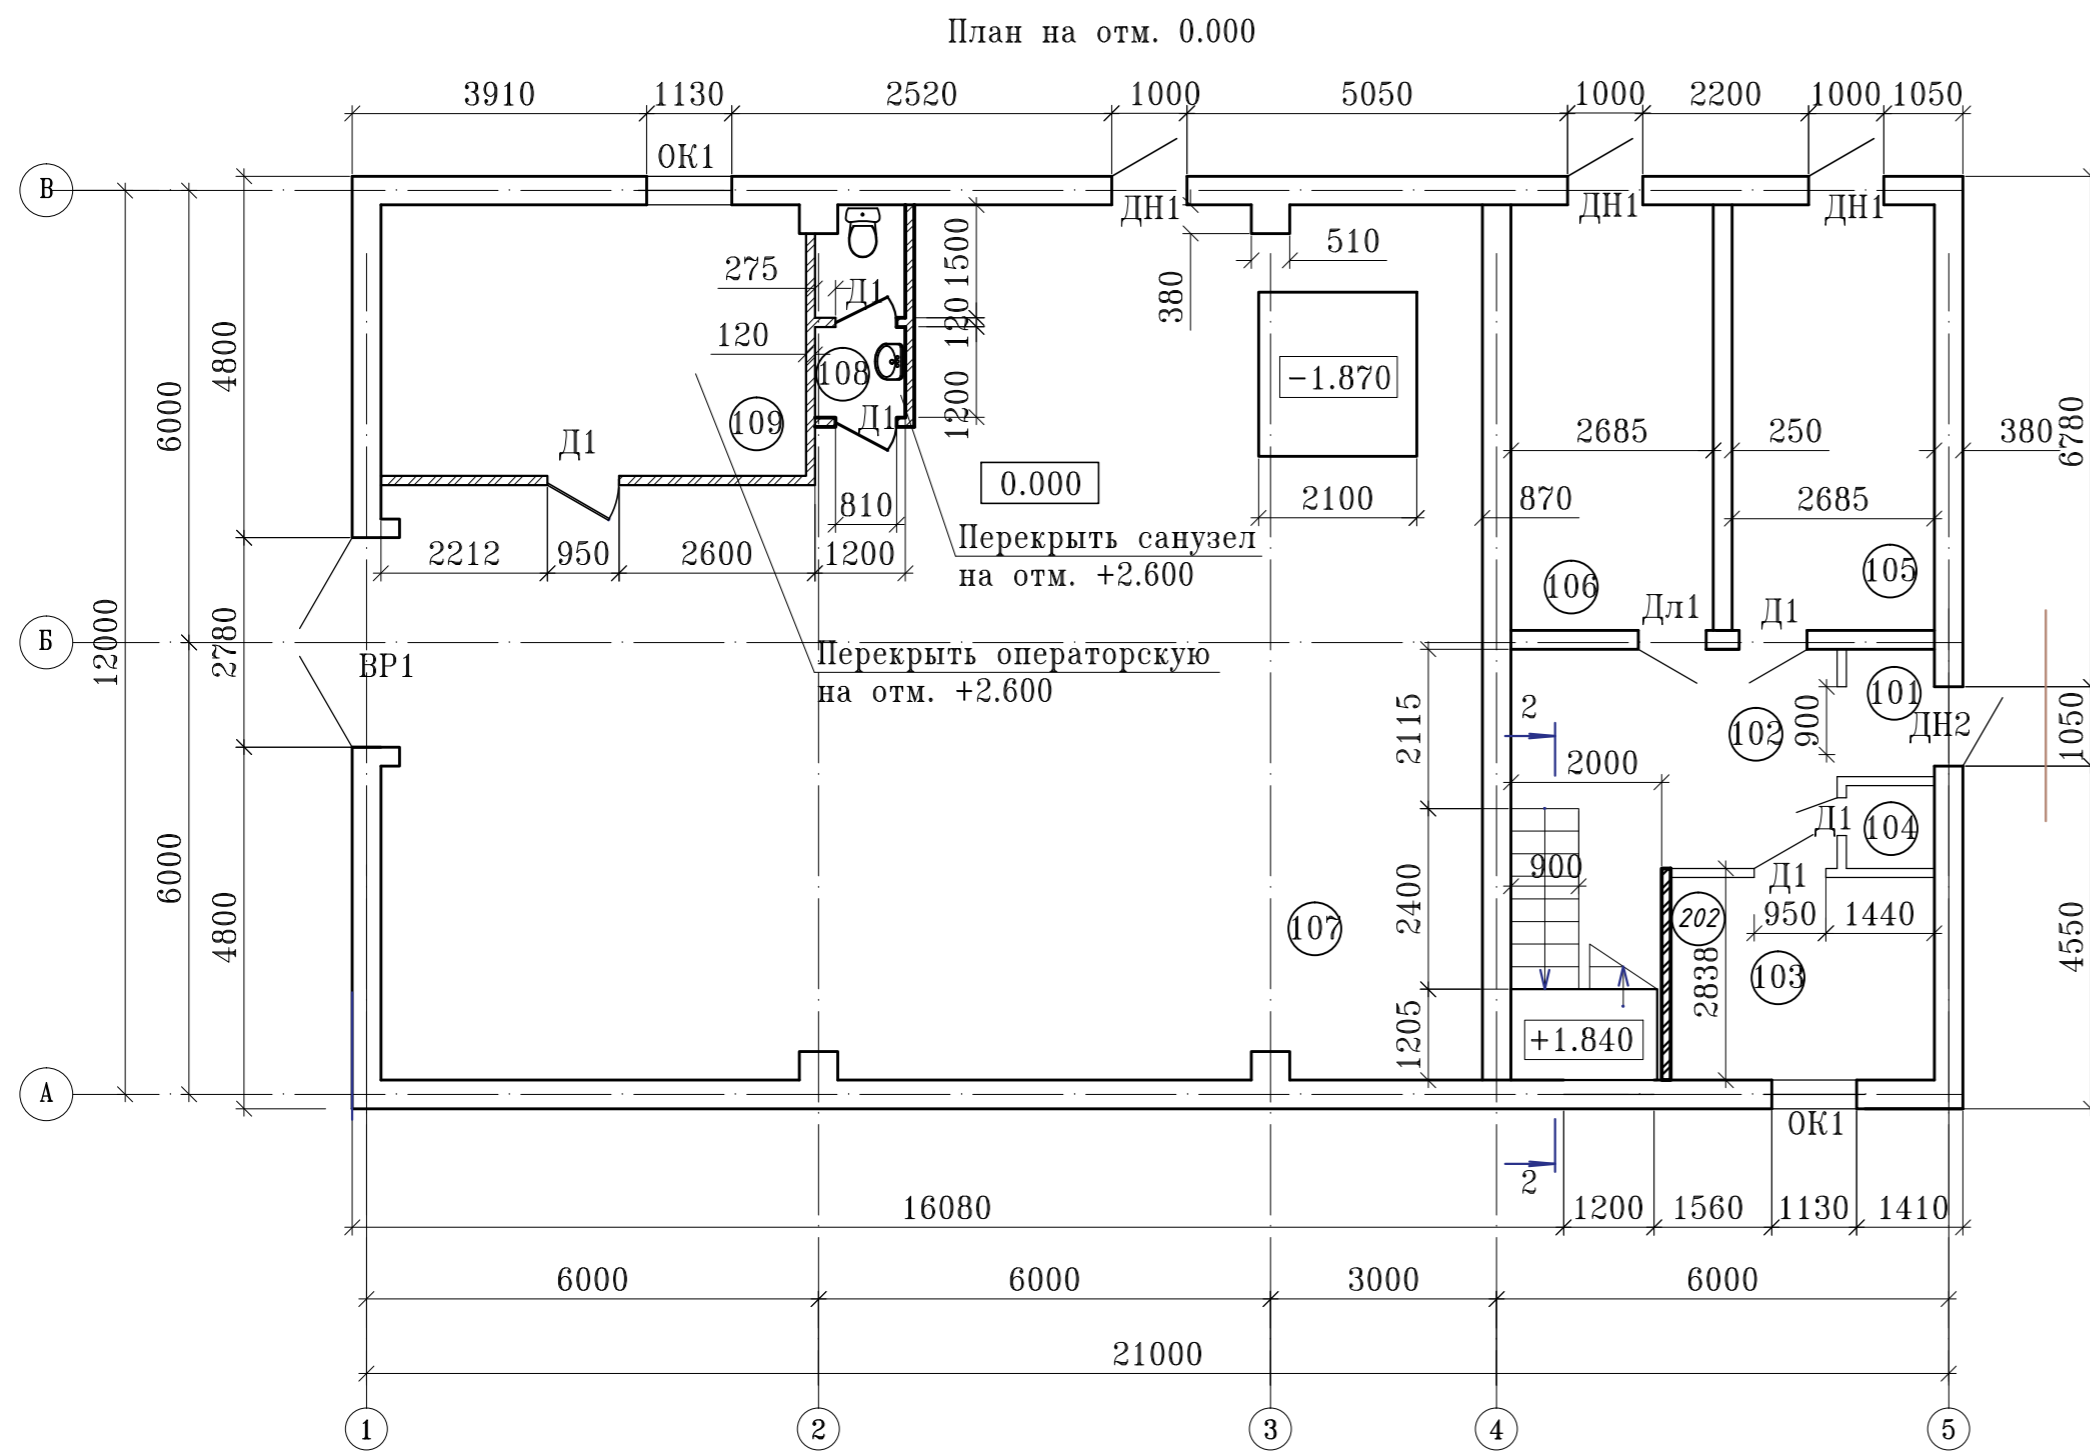 План на отм. 0.000
3910 1130 2520 1000 5050 1000 2200 1000 1050
ОК1
В
ДН1 ДН1 ДН1
275 Д1 1500 510
380
120 120
108 -1.870
109 Д1 1200
4800 6000 6780
Д1 2685 250 380
0.000
810 2100 870 2685
2212 950 2600 1200
Перекрыть санузел
на отм. +2.600
106 105
Дл1 Д1
Б
12000 2780 ВР1
Перекрыть операторскую
на отм. +2.600
101
2 102 900 ДН2 1050
2115 2000
Д1 104
900 Д1
6000 4800 2400 202 950 1440 4550
107 103
2838
1205 +1.840
А
ОК1
2
16080 1200 1560 1130 1410
6000 6000 3000 6000
21000
1 2 3 4 5